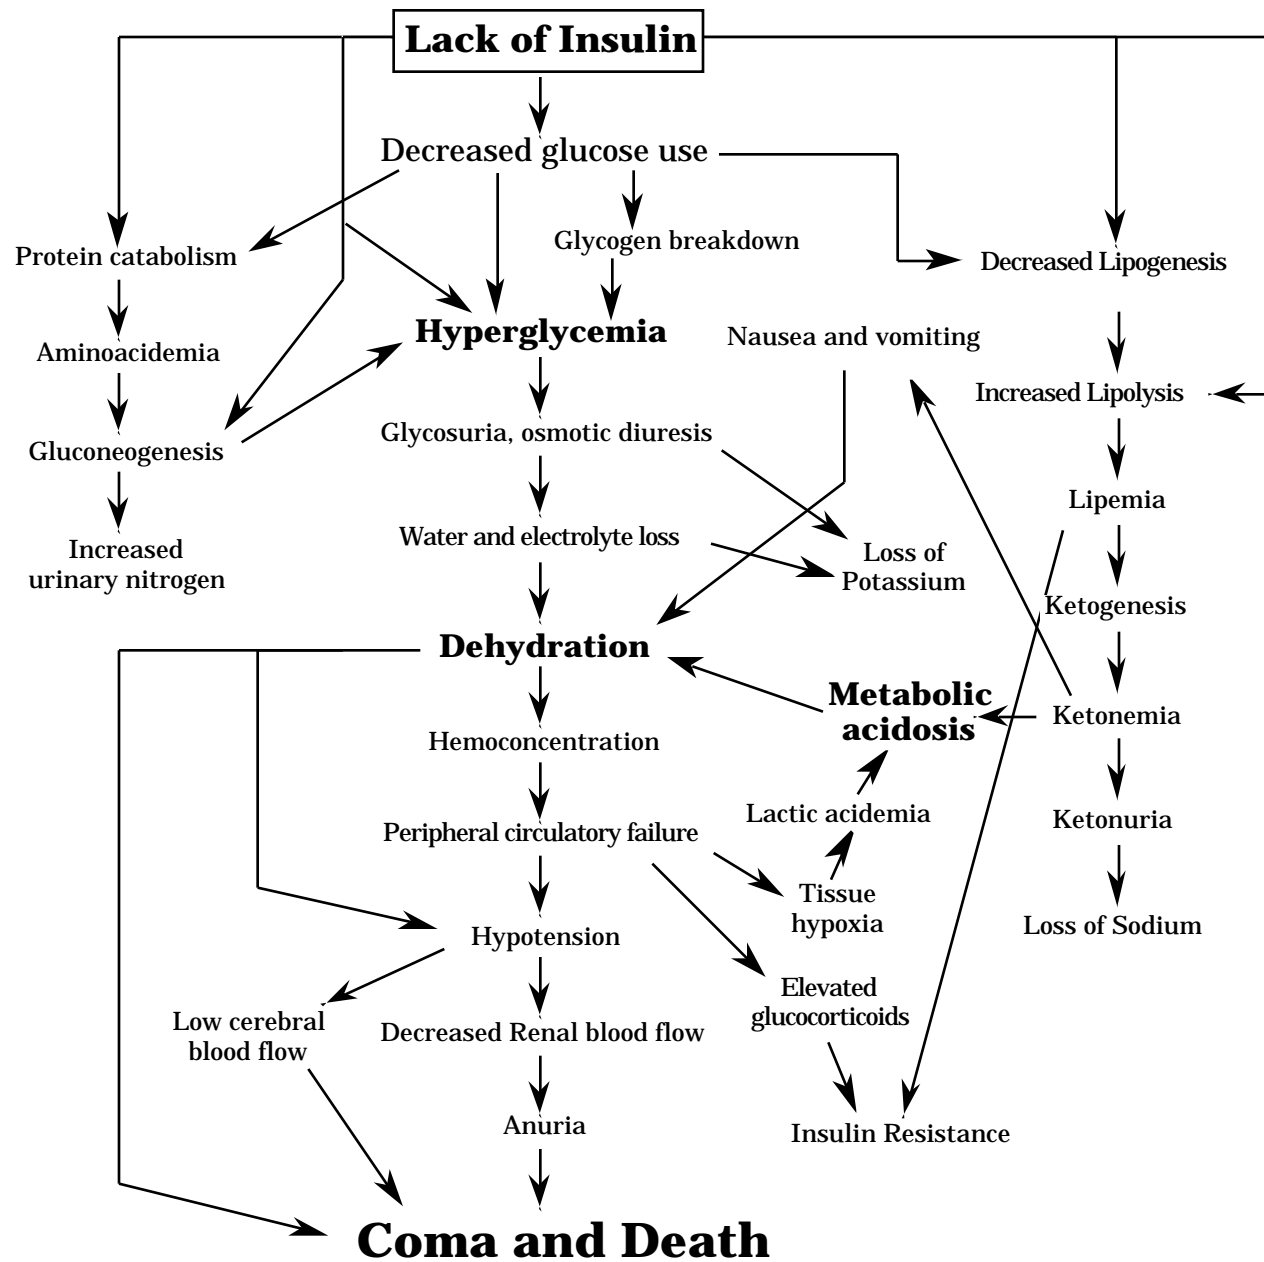 Lack of Insulin
Decreased glucose use
Glycogen breakdown
Protein catabolism
Decreased Lipogenesis
Hyperglycemia
Nausea and vomiting
Aminoacidemia
Increased Lipolysis
Glycosuria, osmotic diuresis
Gluconeogenesis
Lipemia
Water and electrolyte loss
Increased
urinary nitrogen
Loss of
Potassium
Ketogenesis
Dehydration
Metabolic
acidosis
Ketonemia
Hemoconcentration
Lactic acidemia
Ketonuria
Peripheral circulatory failure
Tissue
hypoxia
Loss of Sodium
Hypotension
Elevated
glucocorticoids
Low cerebral
blood flow
Decreased Renal blood flow
Anuria
Insulin Resistance
Coma and Death